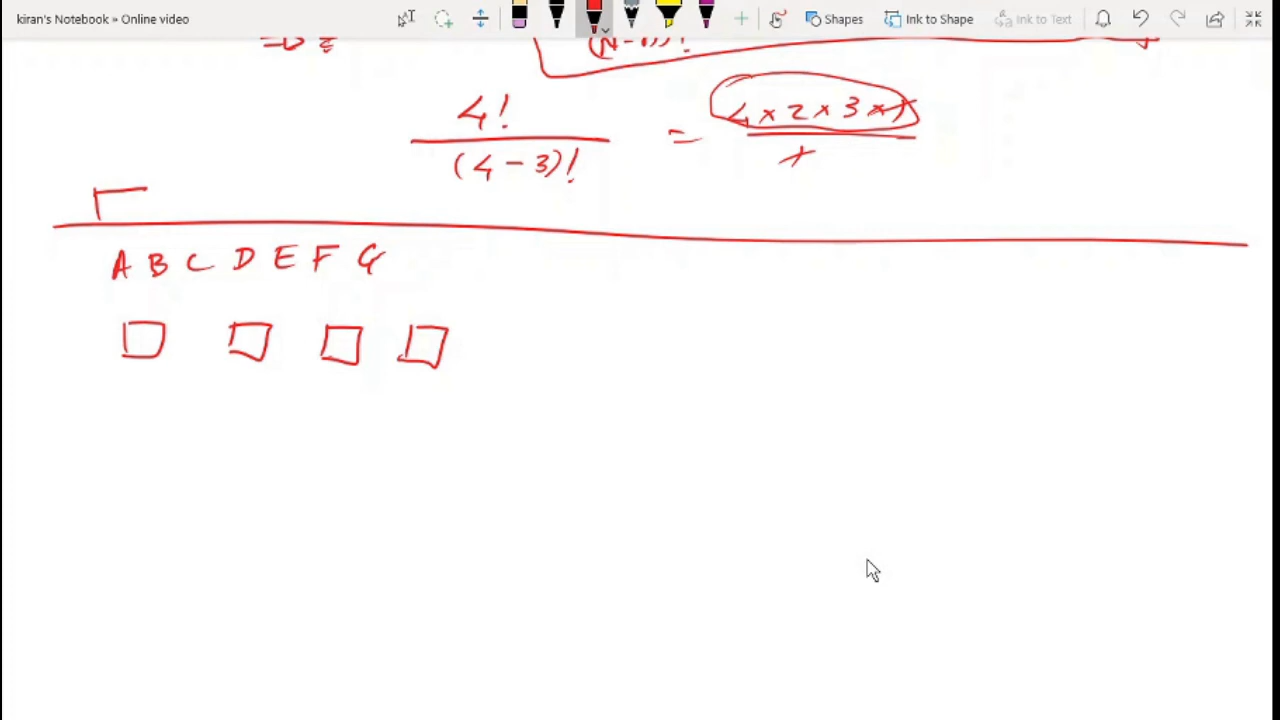 kiran's Notebook » Online video
Shapes
Ink to Shape
Ink to Text
4! / (4-3)! = 4 x 2 x 3 x 1 / 1
A B C D E F G